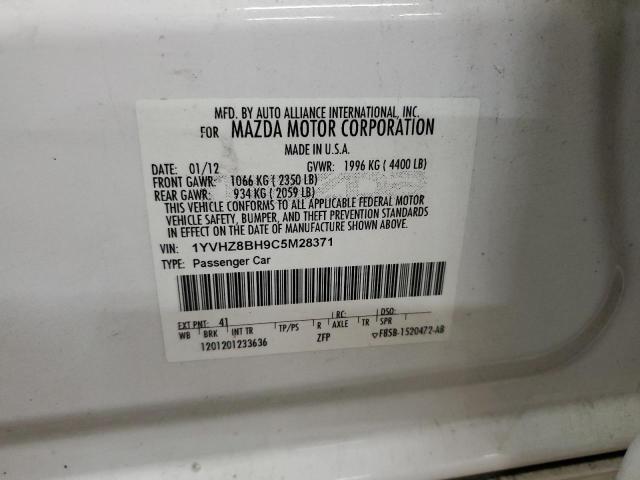 MFD. BY AUTO ALLIANCE INTERNATIONAL, INC.
FOR MAZDA MOTOR CORPORATION
MADE IN U.S.A.
DATE: 01/12 GVWR: 1996 KG ( 4400 LB)
FRONT GAWR: 1066 KG ( 2350 LB)
REAR GAWR: 934 KG ( 2059 LB)
THIS VEHICLE CONFORMS TO ALL APPLICABLE FEDERAL MOTOR
VEHICLE SAFETY, BUMPER, AND THEFT PREVENTION STANDARDS
IN EFFECT ON THE DATE OF MANUFACTURE SHOWN ABOVE.
VIN: 1YVHZ8BH9C5M28371
TYPE: Passenger Car
EXT PNT: 41 RC: DSO:
WB BRK INT TR TP/PS R AXLE TR SPR
1201201233636 ZFP F8SB-1520472-AB